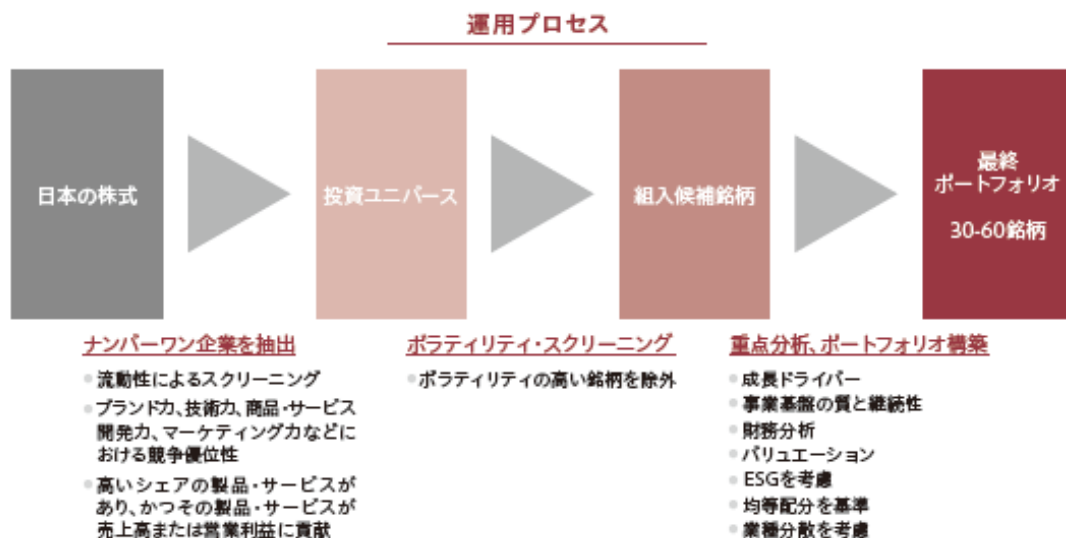 運用プロセス
日本の株式
投資ユニバース
組入候補銘柄
最終
ポートフォリオ
30-60銘柄
ナンバーワン企業を抽出
流動性によるスクリーニング
ブランド力、技術力、商品・サービス
開発力、マーケティング力などに
おける競争優位性
高いシェアの製品・サービスが
あり、かつその製品・サービスが
売上高または営業利益に貢献
ボラティリティ・スクリーニング
ボラティリティの高い銘柄を除外
重点分析、ポートフォリオ構築
成長ドライバー
事業基盤の質と継続性
財務分析
バリュエーション
ESGを考慮
均等配分を基準
業種分散を考慮